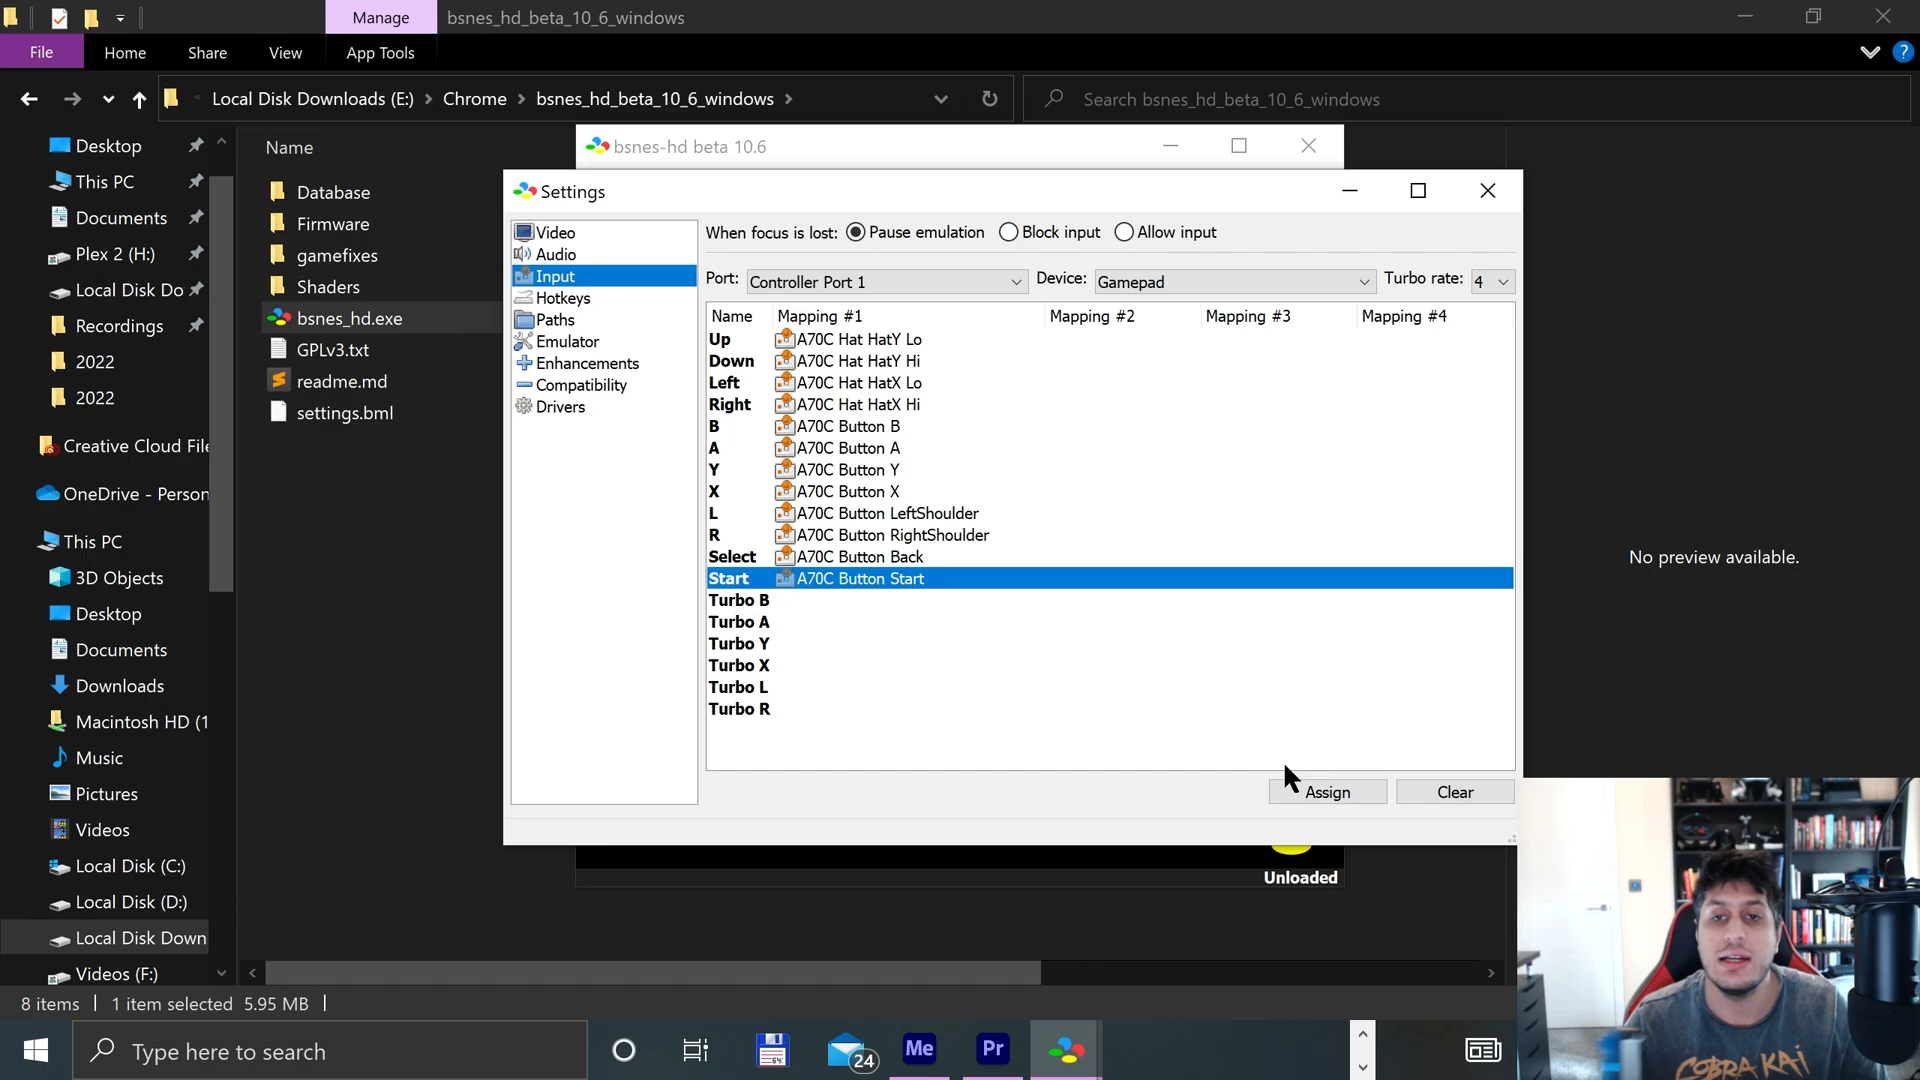 Manage bsnes_hd_beta_10_6_windows
File Home Share View App Tools
Local Disk Downloads (E:) Chrome bsnes_hd_beta_10_6_windows Search bsnes_hd_beta_10_6_windows
Desktop
This PC
Documents
Plex 2 (H:)
Local Disk Do
Recordings
2022
2022
Creative Cloud File
OneDrive - Person
This PC
3D Objects
Desktop
Documents
Downloads
Macintosh HD (1
Music
Pictures
Videos
Local Disk (C:)
Local Disk (D:)
Local Disk Down
Videos (F:)
Name
Database
Firmware
gamefixes
Shaders
bsnes_hd.exe
GPLv3.txt
readme.md
settings.bml
bsnes-hd beta 10.6
Settings
Video
Audio
Input
Hotkeys
Paths
Emulator
Enhancements
Compatibility
Drivers
When focus is lost: Pause emulation Block input Allow input
Port: Controller Port 1 Device: Gamepad Turbo rate: 4
Name Mapping #1 Mapping #2 Mapping #3 Mapping #4
Up A70C Hat HatY Lo
Down A70C Hat HatY Hi
Left A70C Hat HatX Lo
Right A70C Hat HatX Hi
B A70C Button B
A A70C Button A
Y A70C Button Y
X A70C Button X
L A70C Button LeftShoulder
R A70C Button RightShoulder
Select A70C Button Back
Start A70C Button Start
Turbo B
Turbo A
Turbo Y
Turbo X
Turbo L
Turbo R
Assign Clear
Unloaded
No preview available.
8 items 1 item selected 5.95 MB
Type here to search 64 24 Me Pr
COBRA KAI